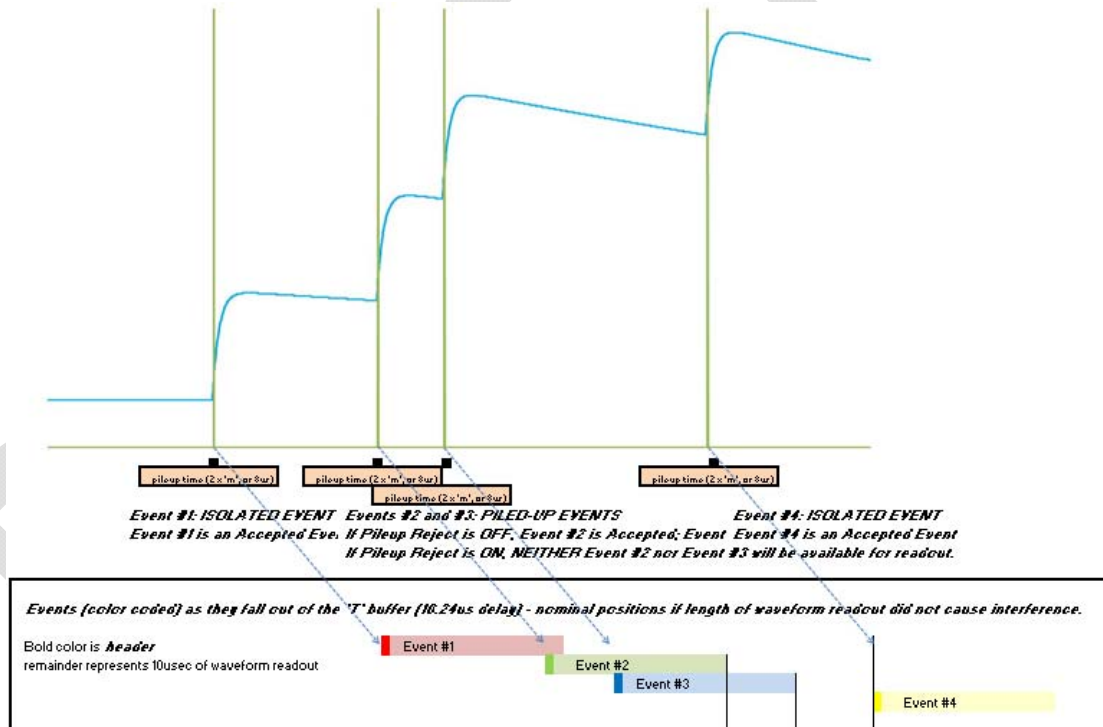 pileup time (2 x 'm', or 8us)
pileup time (2 x 'm', or 8us)
pileup time (2 x 'm', or 8us)
pileup time (2 x 'm', or 8us)
Event #1: ISOLATED EVENT
Event #1 is an Accepted Eve
Events #2 and #3: PILED-UP EVENTS
If Pileup Reject is OFF, Event #2 is Accepted; Event
If Pileup Reject is ON, NEITHER Event #2 nor Event #3 will be available for readout.
Event #4: ISOLATED EVENT
Event #4 is an Accepted Event
Events (color coded) as they fall out of the 'T' buffer (16.24us delay) - nominal positions if length of waveform readout did not cause interference.
Bold color is header
remainder represents 10usec of waveform readout
Event #1
Event #2
Event #3
Event #4